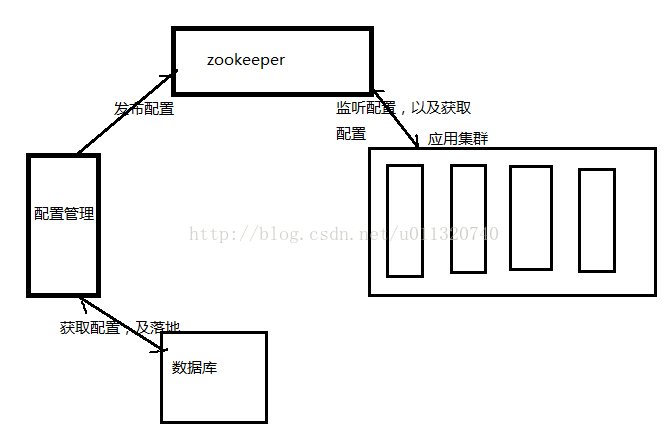 zookeeper
发布配置
监听配置，以及获取
配置
应用集群
配置管理
http://blog.csdn.net/u011320740
获取配置，及落地
数据库